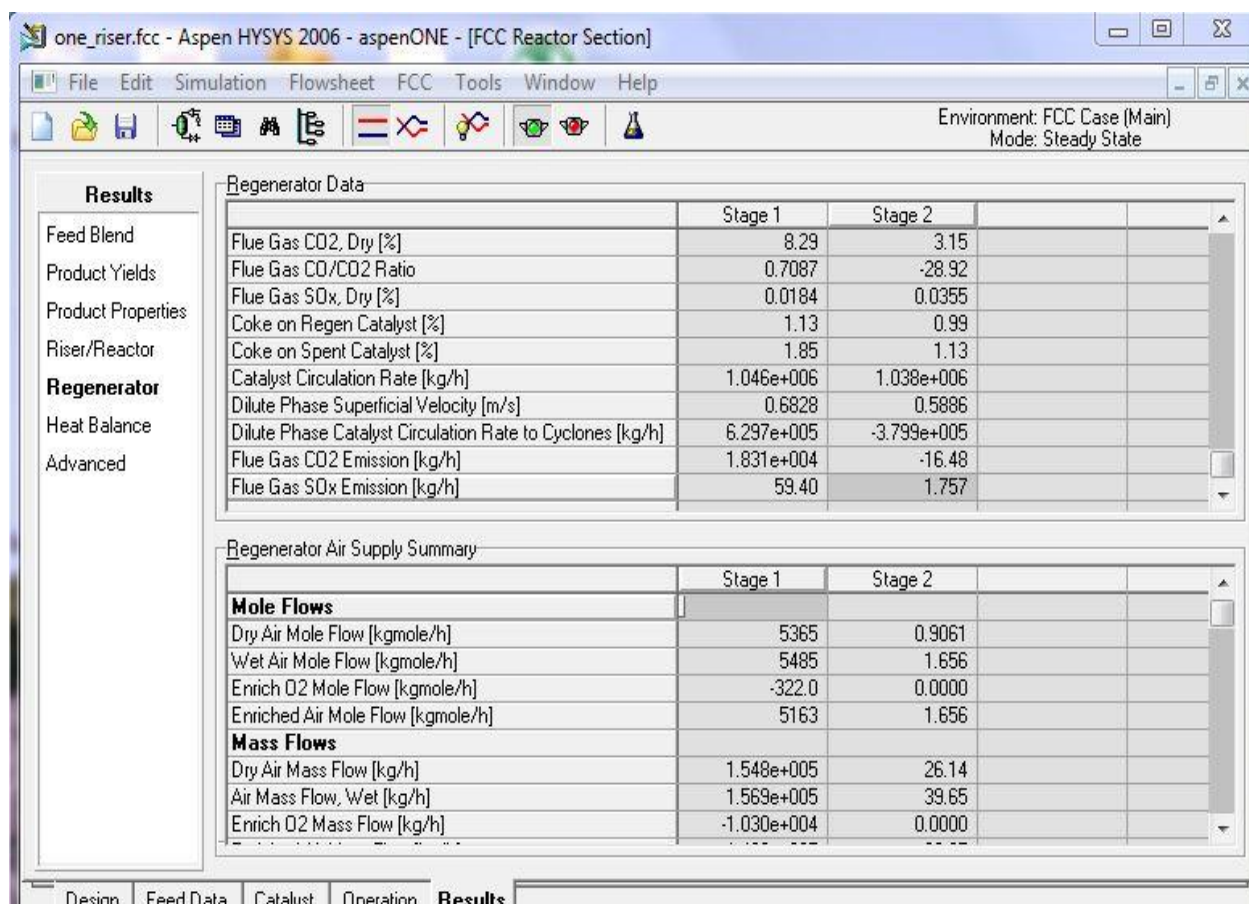 one_riser.fcc - Aspen HYSYS 2006 - aspenONE - [FCC Reactor Section]
File Edit Simulation Flowsheet FCC Tools Window Help
Environment: FCC Case (Main)
Mode: Steady State
Results
Feed Blend
Product Yields
Product Properties
Riser/Reactor
Regenerator
Heat Balance
Advanced
Regenerator Data
Stage 1 Stage 2
Flue Gas CO2, Dry [%] 8.29 3.15
Flue Gas CO/CO2 Ratio 0.7087 -28.92
Flue Gas SOx, Dry [%] 0.0184 0.0355
Coke on Regen Catalyst [%] 1.13 0.99
Coke on Spent Catalyst [%] 1.85 1.13
Catalyst Circulation Rate [kg/h] 1.046e+006 1.038e+006
Dilute Phase Superficial Velocity [m/s] 0.6828 0.5886
Dilute Phase Catalyst Circulation Rate to Cyclones [kg/h] 6.297e+005 -3.799e+005
Flue Gas CO2 Emission [kg/h] 1.831e+004 -16.48
Flue Gas SOx Emission [kg/h] 59.40 1.757
Regenerator Air Supply Summary
Stage 1 Stage 2
Mole Flows
Dry Air Mole Flow [kgmole/h] 5365 0.9061
Wet Air Mole Flow [kgmole/h] 5485 1.656
Enrich O2 Mole Flow [kgmole/h] -322.0 0.0000
Enriched Air Mole Flow [kgmole/h] 5163 1.656
Mass Flows
Dry Air Mass Flow [kg/h] 1.548e+005 26.14
Air Mass Flow, Wet [kg/h] 1.569e+005 39.65
Enrich O2 Mass Flow [kg/h] -1.030e+004 0.0000
Design Feed Data Catalyst Operation Results